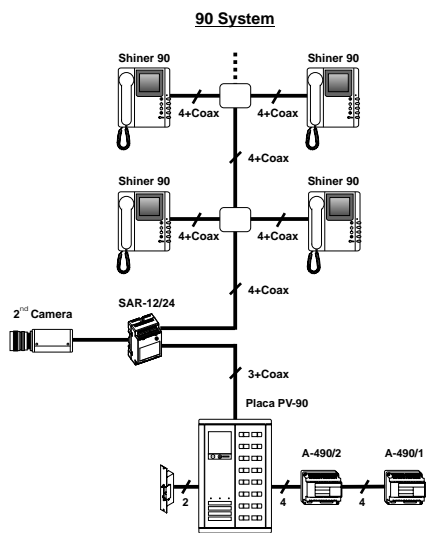 90 System
Shiner 90
Shiner 90
4+Coax
4+Coax
4+Coax
Shiner 90
Shiner 90
4+Coax
4+Coax
4+Coax
SAR-12/24
2nd Camera
3+Coax
Placa PV-90
A-490/2
A-490/1
2
4
4